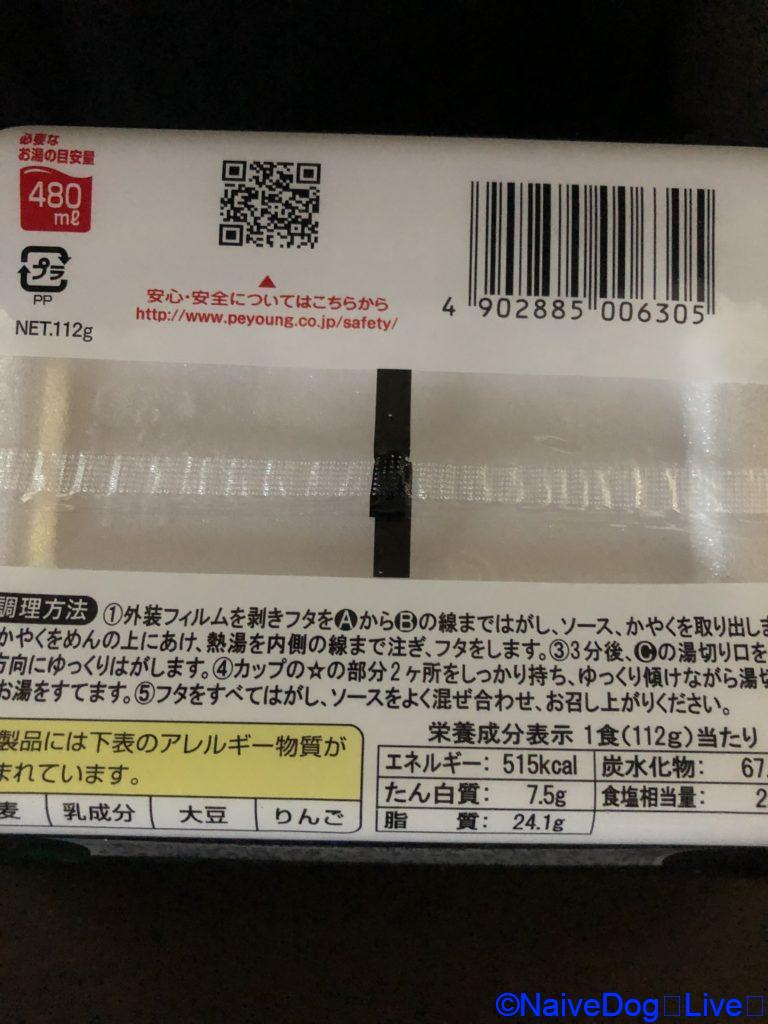 必要な
お湯の目安量
480
mℓ
プラ
PP
NET.112g
安心・安全についてはこちらから
http://www.peyoung.co.jp/safety/
4 902885 006305
調理方法 ①外装フィルムを剥きフタをⒶからⒷの線まではがし、ソース、かやくを取り出しま
かやくをめんの上にあけ、熱湯を内側の線まで注ぎ、フタをします。③3分後、Ⓒの湯切り口を
方向にゆっくりはがします。④カップの☆の部分2ヶ所をしっかり持ち、ゆっくり傾けながら湯切
お湯をすてます。⑤フタをすべてはがし、ソースをよく混ぜ合わせ、お召し上がりください。
製品には下表のアレルギー物質が
まれています。
麦 乳成分 大豆 りんご
栄養成分表示 1食(112g)当たり
エネルギー: 515kcal 炭水化物: 67.
たん白質: 7.5g 食塩相当量: 2
脂 質: 24.1g
©NaiveDog Live